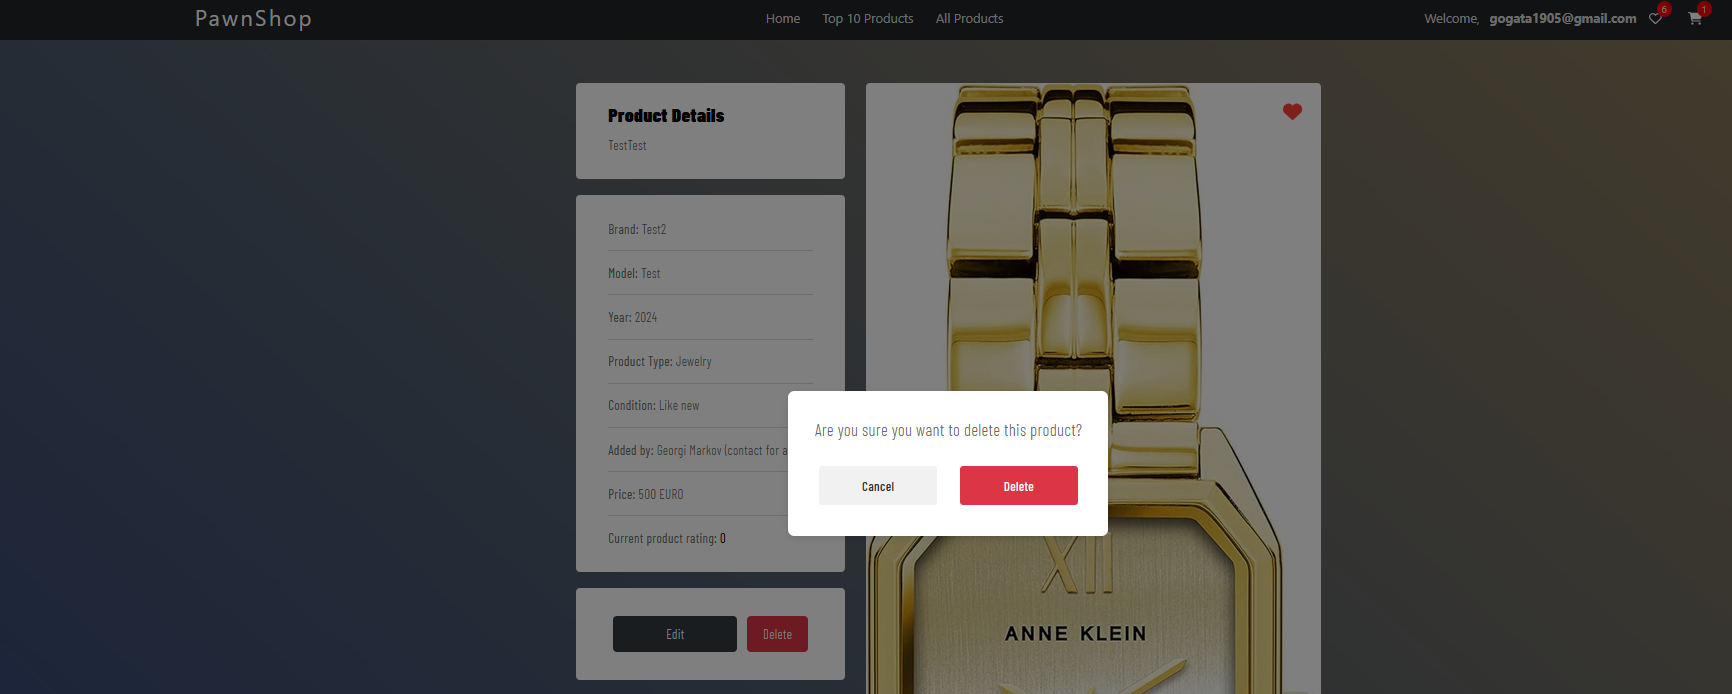 PawnShop
Home
Top 10 Products
All Products
Welcome, gogata1905@gmail.com
6
1
Product Details
TestTest
Brand: Test2
Model: Test
Year: 2024
Product Type: Jewelry
Condition: Like new
Added by: Georgi Markov (contact for a
Price: 500 EURO
Current product rating: 0
Edit
Delete
Are you sure you want to delete this product?
Cancel
Delete
XII
ANNE KLEIN